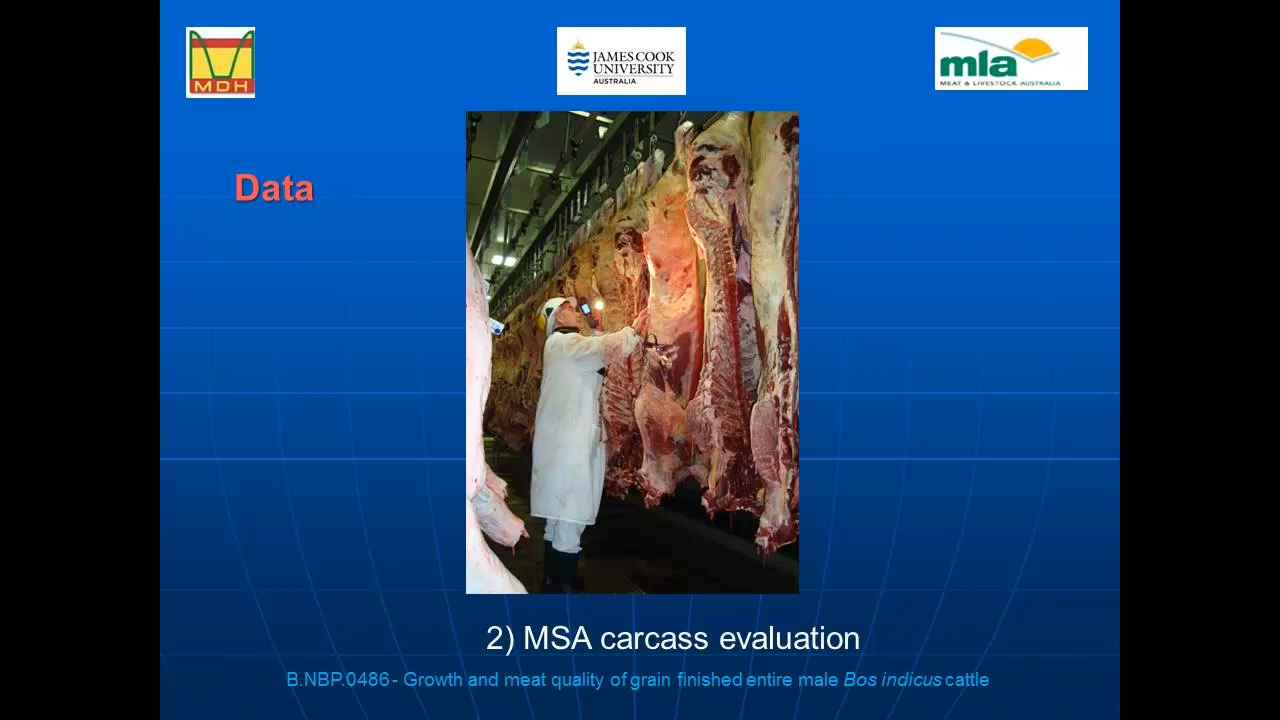 MDH
JAMES COOK
UNIVERSITY
AUSTRALIA
mla
MEAT & LIVESTOCK AUSTRALIA
Data
2) MSA carcass evaluation
B.NBP.0486 - Growth and meat quality of grain finished entire male Bos indicus cattle